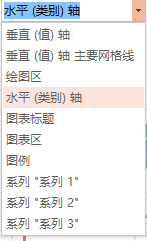 水平 (类别) 轴
垂直 (值) 轴
垂直 (值) 轴 主要网格线
绘图区
水平 (类别) 轴
图表标题
图表区
图例
系列 "系列 1"
系列 "系列 2"
系列 "系列 3"